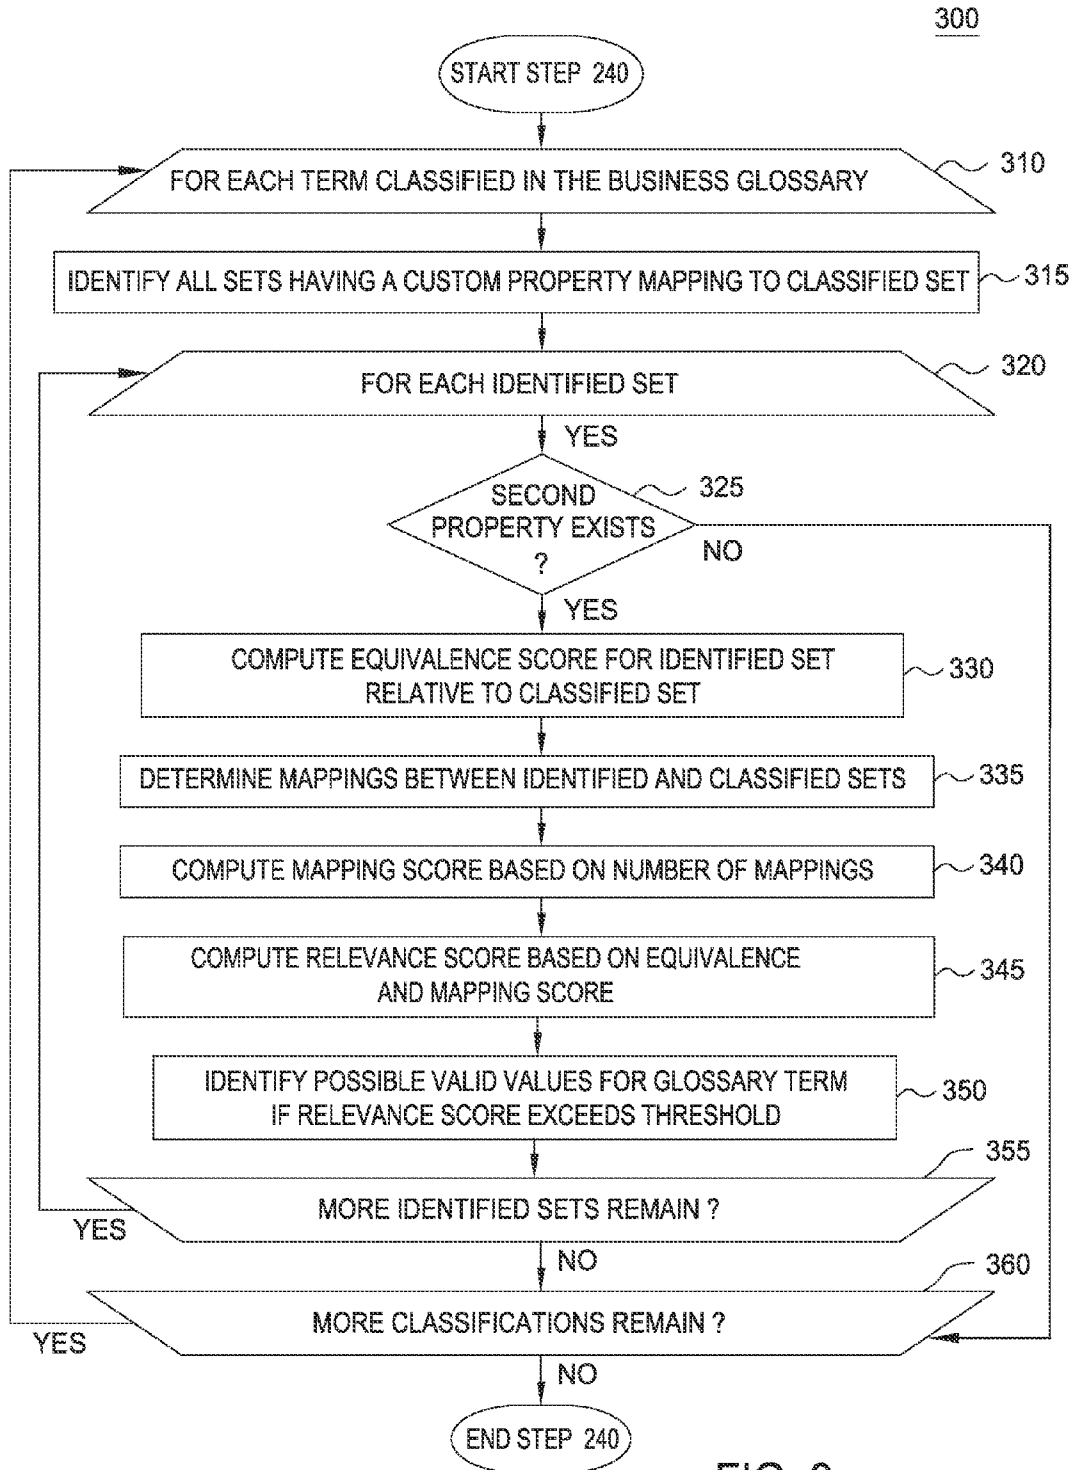 300
START STEP 240
FOR EACH TERM CLASSIFIED IN THE BUSINESS GLOSSARY
310
IDENTIFY ALL SETS HAVING A CUSTOM PROPERTY MAPPING TO CLASSIFIED SET
315
FOR EACH IDENTIFIED SET
320
YES
SECOND
PROPERTY EXISTS
?
325
NO
YES
COMPUTE EQUIVALENCE SCORE FOR IDENTIFIED SET
RELATIVE TO CLASSIFIED SET
330
DETERMINE MAPPINGS BETWEEN IDENTIFIED AND CLASSIFIED SETS
335
COMPUTE MAPPING SCORE BASED ON NUMBER OF MAPPINGS
340
COMPUTE RELEVANCE SCORE BASED ON EQUIVALENCE
AND MAPPING SCORE
345
IDENTIFY POSSIBLE VALID VALUES FOR GLOSSARY TERM
IF RELEVANCE SCORE EXCEEDS THRESHOLD
350
355
MORE IDENTIFIED SETS REMAIN ?
YES
NO
360
MORE CLASSIFICATIONS REMAIN ?
YES
NO
END STEP 240